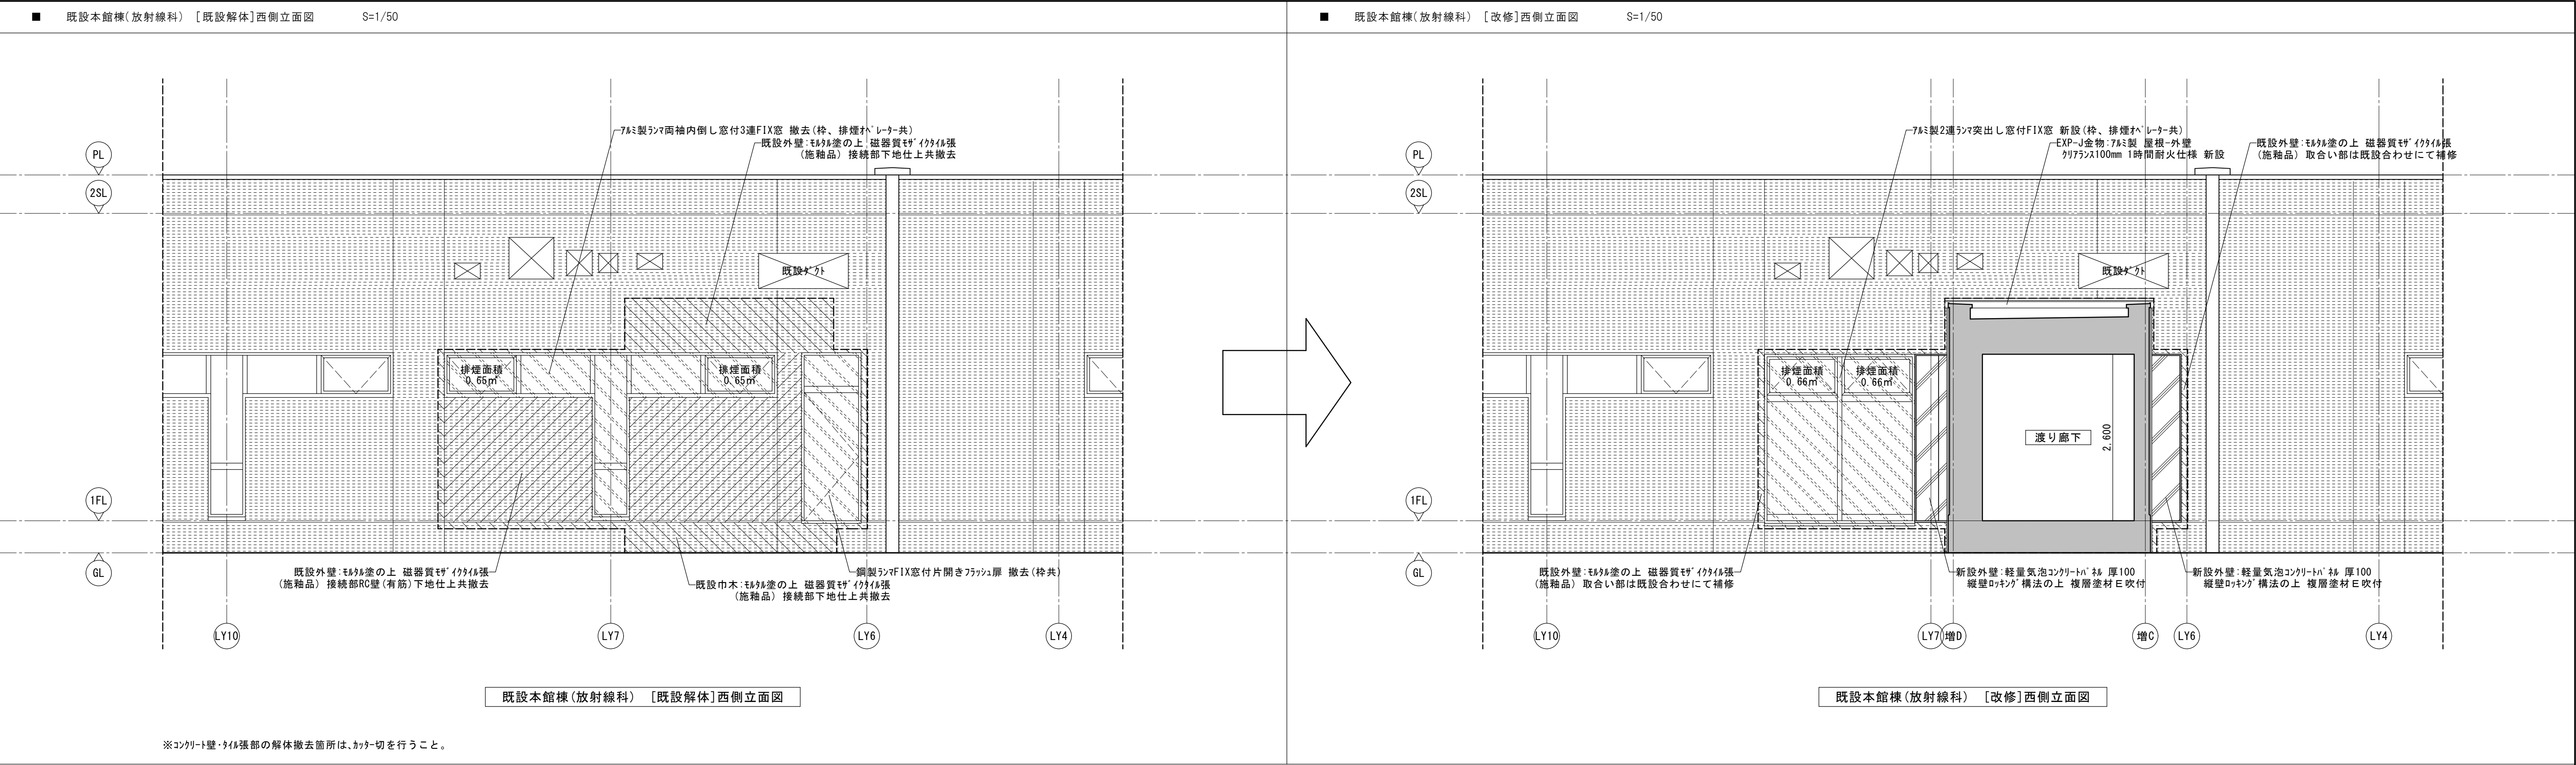 ■ 既設本館棟(放射線科) [既設解体]西側立面図 S=1/50
ｱﾙﾐ製ﾗﾝﾏ両袖内倒し窓付3連FIX窓 撤去(枠、排煙ｵﾍﾟﾚｰﾀｰ共)
既設外壁:ﾓﾙﾀﾙ塗の上 磁器質ﾓｻﾞｲｸﾀｲﾙ張
(施釉品) 接続部下地仕上共撤去
PL
2SL
既設ﾀﾞｸﾄ
排煙面積
0.65㎡
排煙面積
0.65㎡
1FL
GL
既設外壁:ﾓﾙﾀﾙ塗の上 磁器質ﾓｻﾞｲｸﾀｲﾙ張
(施釉品) 接続部RC壁(有筋)下地仕上共撤去
鋼製ﾗﾝﾏFIX窓付片開きﾌﾗｯｼｭ扉 撤去(枠共)
既設巾木:ﾓﾙﾀﾙ塗の上 磁器質ﾓｻﾞｲｸﾀｲﾙ張
(施釉品) 接続部下地仕上共撤去
LY10
LY7
LY6
LY4
既設本館棟(放射線科) [既設解体]西側立面図
※ｺﾝｸﾘｰﾄ壁･ﾀｲﾙ張部の解体撤去箇所は､ｶｯﾀｰ切を行うこと。
■ 既設本館棟(放射線科) [改修]西側立面図 S=1/50
ｱﾙﾐ製2連ﾗﾝﾏ突出し窓付FIX窓 新設(枠、排煙ｵﾍﾟﾚｰﾀｰ共)
EXP-J金物:ｱﾙﾐ製 屋根-外壁
ｸﾘｱﾗﾝｽ100mm 1時間耐火仕様 新設
既設外壁:ﾓﾙﾀﾙ塗の上 磁器質ﾓｻﾞｲｸﾀｲﾙ張
(施釉品) 取合い部は既設合わせにて補修
PL
2SL
既設ﾀﾞｸﾄ
排煙面積
0.66㎡
排煙面積
0.66㎡
渡り廊下
2,600
1FL
GL
既設外壁:ﾓﾙﾀﾙ塗の上 磁器質ﾓｻﾞｲｸﾀｲﾙ張
(施釉品) 取合い部は既設合わせにて補修
新設外壁:軽量気泡ｺﾝｸﾘｰﾄﾊﾟﾈﾙ 厚100
縦壁ﾛｯｷﾝｸﾞ構法の上 複層塗材Ｅ吹付
新設外壁:軽量気泡ｺﾝｸﾘｰﾄﾊﾟﾈﾙ 厚100
縦壁ﾛｯｷﾝｸﾞ構法の上 複層塗材Ｅ吹付
LY10
LY7
増D
増C
LY6
LY4
既設本館棟(放射線科) [改修]西側立面図